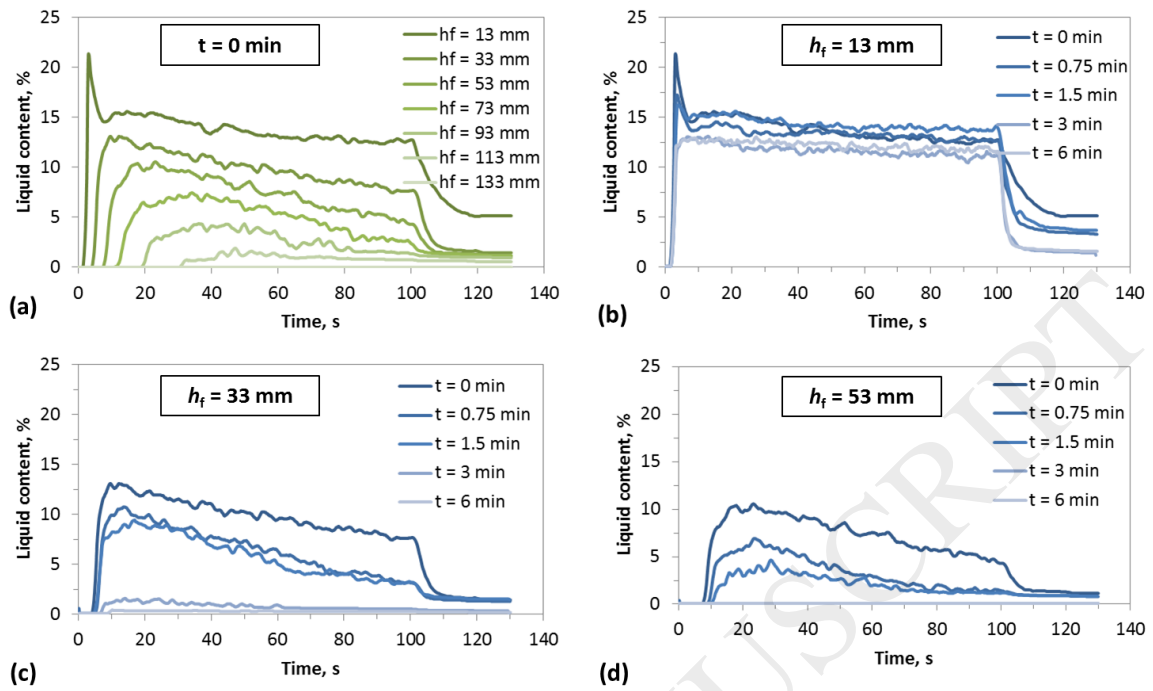 t = 0 min
hf = 13 mm
hf = 33 mm
hf = 53 mm
hf = 73 mm
hf = 93 mm
hf = 113 mm
hf = 133 mm
Liquid content, %
25
20
15
10
5
0
0 20 40 60 80 100 120 140
Time, s
(a)
hf = 13 mm
t = 0 min
t = 0.75 min
t = 1.5 min
t = 3 min
t = 6 min
Liquid content, %
25
20
15
10
5
0
0 20 40 60 80 100 120 140
Time, s
(b)
hf = 33 mm
t = 0 min
t = 0.75 min
t = 1.5 min
t = 3 min
t = 6 min
Liquid content, %
25
20
15
10
5
0
0 20 40 60 80 100 120 140
Time, s
(c)
hf = 53 mm
t = 0 min
t = 0.75 min
t = 1.5 min
t = 3 min
t = 6 min
Liquid content, %
25
20
15
10
5
0
0 20 40 60 80 100 120 140
Time, s
(d)
USCRIPT